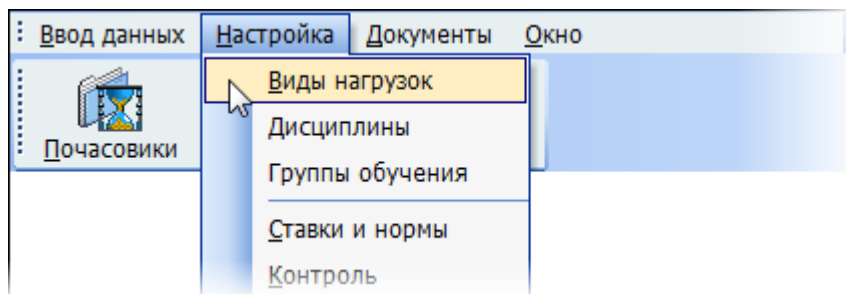 Ввод данных Настройка Документы Окно
Виды нагрузок
Дисциплины
Почасовики
Группы обучения
Ставки и нормы
Контроль